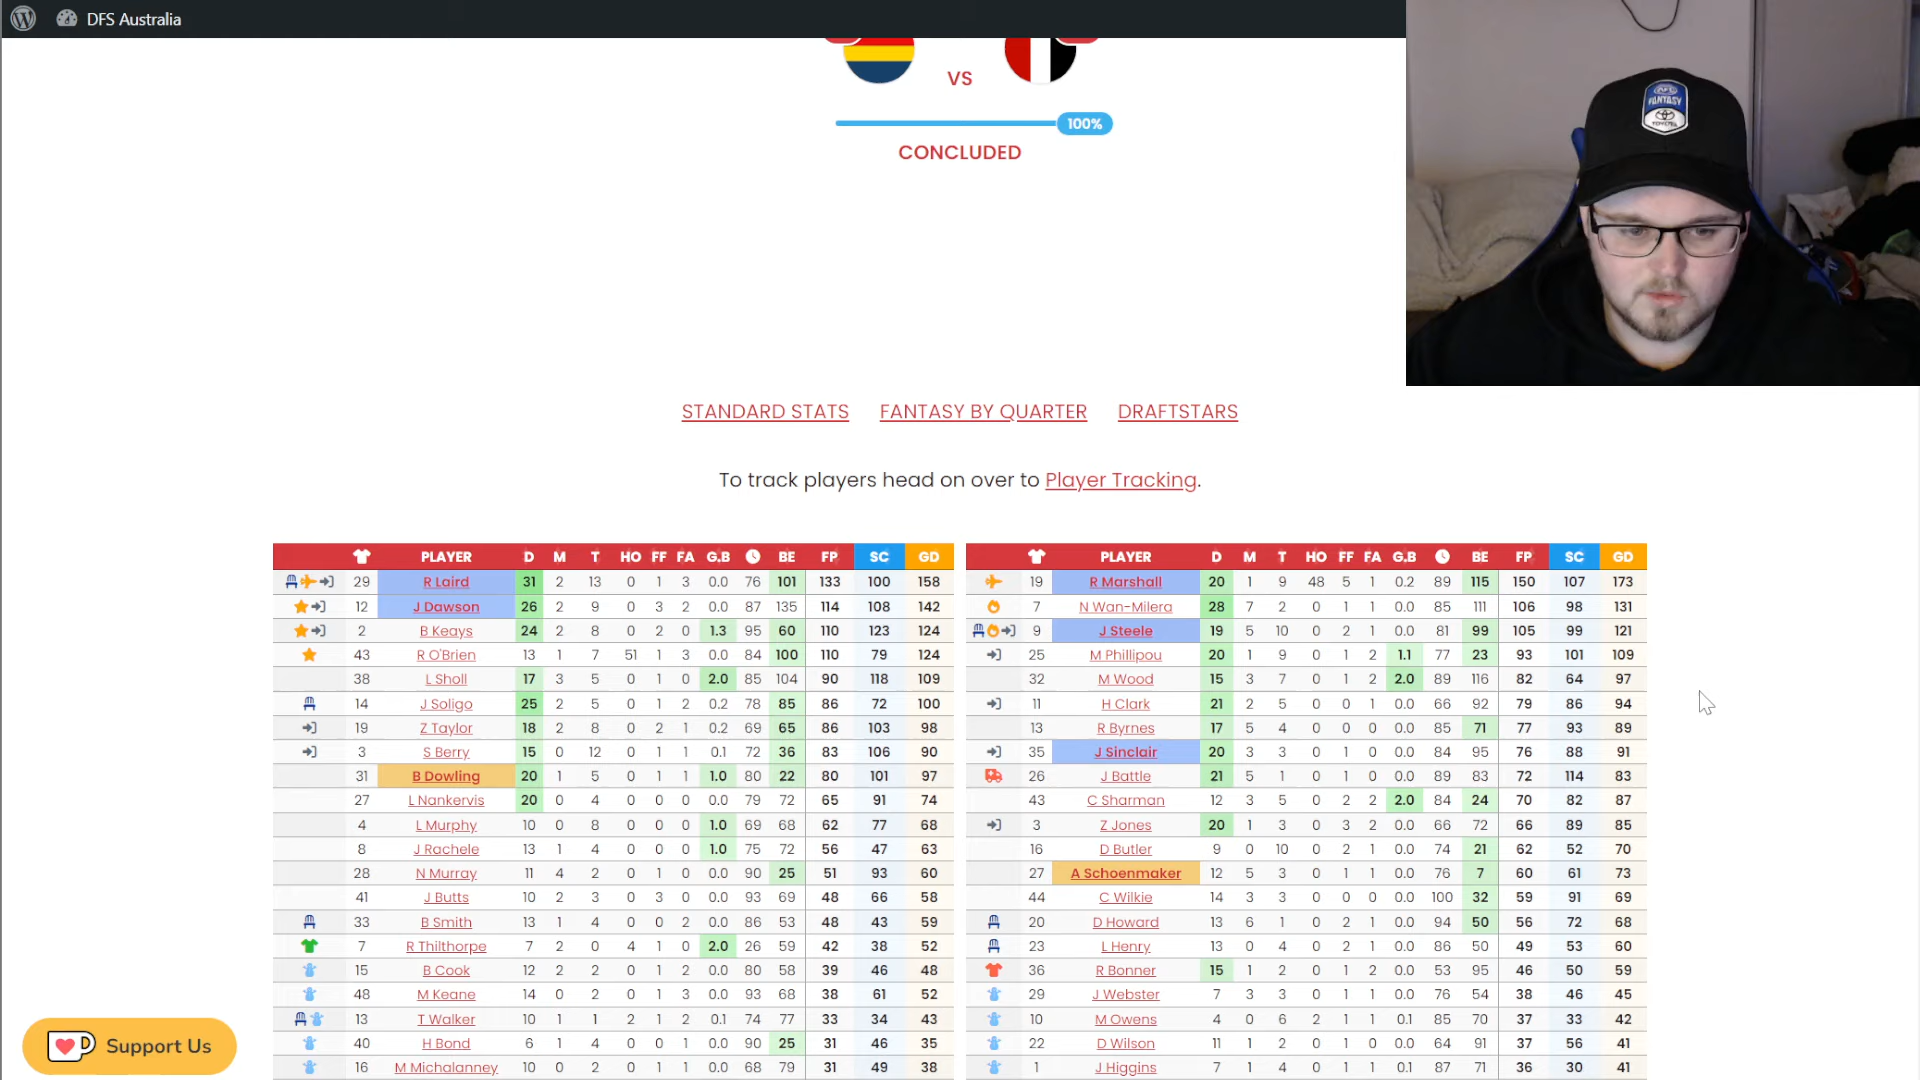 DFS Australia
AFL
FANTASY
TOYOTA
VS
100%
CONCLUDED
STANDARD STATS FANTASY BY QUARTER DRAFTSTARS
To track players head on over to Player Tracking.
PLAYER D M T HO FF FA G.B BE FP SC GD
29 R Laird 31 2 13 0 1 3 0.0 76 101 133 100 158
12 J Dawson 26 2 9 0 3 2 0.0 87 135 114 108 142
2 B Keays 24 2 8 0 2 0 1.3 95 60 110 123 124
43 R O'Brien 13 1 7 51 1 3 0.0 84 100 110 79 124
38 L Sholl 17 3 5 0 1 0 2.0 85 104 90 118 109
14 J Soligo 25 2 5 0 1 2 0.2 78 85 86 72 100
19 Z Taylor 18 2 8 0 2 1 0.2 69 65 86 103 98
3 S Berry 15 0 12 0 1 1 0.1 72 36 83 106 90
31 B Dowling 20 1 5 0 1 1 1.0 80 22 80 101 97
27 L Nankervis 20 0 4 0 0 0 0.0 79 72 65 91 74
4 L Murphy 10 0 8 0 0 0 1.0 69 68 62 77 68
8 J Rachele 13 1 4 0 0 0 1.0 75 72 56 47 63
28 N Murray 11 4 2 0 1 0 0.0 90 25 51 93 60
41 J Butts 10 2 3 0 3 0 0.0 93 69 48 66 58
33 B Smith 13 1 4 0 0 2 0.0 86 53 48 43 59
7 R Thilthorpe 7 2 0 4 1 0 2.0 26 59 42 38 52
15 B Cook 12 2 2 0 1 2 0.0 80 58 39 46 48
48 M Keane 14 0 2 0 1 3 0.0 93 68 38 61 52
13 T Walker 10 1 1 2 1 2 0.1 84 77 33 34 43
40 H Bond 6 1 4 0 0 1 0.0 90 25 31 46 35
16 M Michalanney 10 0 2 0 1 1 0.0 68 79 31 49 38
PLAYER D M T HO FF FA G.B BE FP SC GD
19 R Marshall 20 1 9 48 5 1 0.2 89 115 150 107 173
7 N Wan-Milera 28 7 2 0 1 1 0.0 85 111 106 98 131
9 J Steele 19 5 10 0 2 1 0.0 81 99 105 99 121
25 M Phillipou 20 1 9 0 1 2 1.1 77 23 93 101 109
32 M Wood 15 3 7 0 1 2 2.0 89 116 82 64 97
11 H Clark 21 2 5 0 0 1 0.0 66 92 79 86 94
13 R Byrnes 17 5 4 0 0 0 0.0 85 71 77 93 89
35 J Sinclair 20 3 3 0 1 0 0.0 84 95 76 88 91
26 J Battle 21 5 1 0 1 0 0.0 89 83 72 114 83
43 C Sharman 12 3 5 0 2 2 2.0 84 24 70 82 87
3 Z Jones 20 1 3 0 3 2 0.0 66 72 66 89 85
16 D Butler 9 0 10 0 2 1 0.0 74 21 62 52 70
27 A Schoenmaker 12 5 3 0 1 1 0.0 76 7 60 61 73
44 C Wilkie 14 3 3 0 0 0 0.0 100 32 59 91 69
20 D Howard 13 6 1 0 2 1 0.0 94 50 56 72 68
23 L Henry 13 0 4 0 2 1 0.0 86 50 49 53 60
36 R Bonner 15 1 2 0 1 2 0.0 53 95 46 50 59
29 J Webster 7 3 3 0 1 1 0.0 76 54 38 46 45
10 M Owens 4 0 6 2 1 1 0.1 85 70 37 33 42
22 D Wilson 11 1 2 0 1 0 0.0 64 91 37 56 41
1 J Higgins 7 1 4 0 1 1 0.1 87 71 36 30 41
Support Us